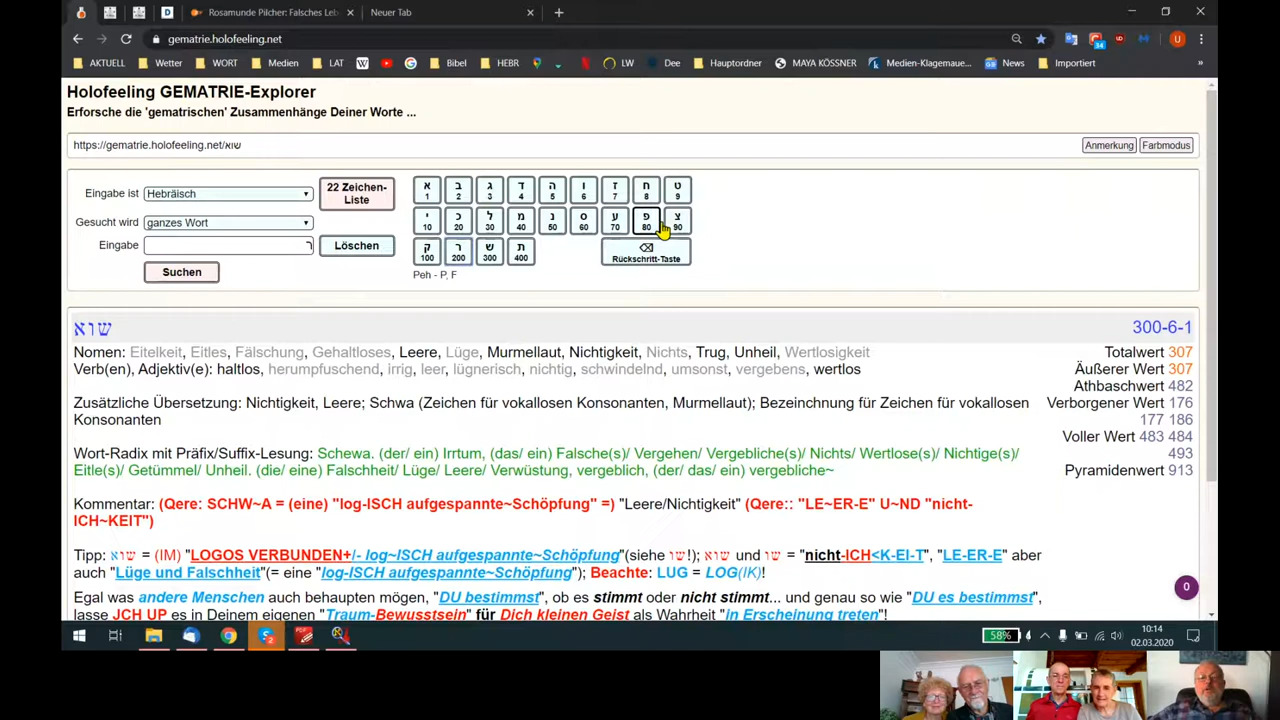 Rosamunde Pilcher: Falsches Leb
Neuer Tab
gematrie.holofeeling.net
AKTUELL Wetter WORT Medien LAT Bibel HEBR LW Dee Hauptordner MAYA KÖSSNER Medien-Klagemaue... News Importiert
Holofeeling GEMATRIE-Explorer
Erforsche die 'gematrischen' Zusammenhänge Deiner Worte ...
https://gematrie.holofeeling.net/שוא
Anmerkung Farbmodus
Eingabe ist Hebräisch
22 Zeichen-Liste
Gesucht wird ganzes Wort
Eingabe ר
Löschen
Suchen
א ב ג ד ה ו ז ח ט
1 2 3 4 5 6 7 8 9
י כ ל מ נ ס ע פ צ
10 20 30 40 50 60 70 80 90
ק ר ש ת
100 200 300 400
Rückschritt-Taste
Peh - P, F
שוא 300-6-1
Nomen: Eitelkeit, Eitles, Fälschung, Gehaltloses, Leere, Lüge, Murmellaut, Nichtigkeit, Nichts, Trug, Unheil, Wertlosigkeit
Verb(en), Adjektiv(e): haltlos, herumpfuschend, irrig, leer, lügnerisch, nichtig, schwindelnd, umsonst, vergebens, wertlos
Zusätzliche Übersetzung: Nichtigkeit, Leere; Schwa (Zeichen für vokallosen Konsonanten, Murmellaut); Bezeichnung für Zeichen für vokallosen
Konsonanten
Wort-Radix mit Präfix/Suffix-Lesung: Schewa. (der/ ein) Irrtum, (das/ ein) Falsche(s)/ Vergehen/ Vergebliche(s)/ Nichts/ Wertlose(s)/ Nichtige(s)/
Eitle(s)/ Getümmel/ Unheil. (die/ eine) Falschheit/ Lüge/ Leere/ Verwüstung, vergeblich, (der/ das/ ein) vergebliche~
Totalwert 307
Äußerer Wert 307
Athbaschwert 482
Verborgener Wert 176
177 186
Voller Wert 483 484
493
Pyramidenwert 913
Kommentar: (Qere: SCHW~A = (eine) "log-ISCH aufgespannte~Schöpfung" =) "Leere/Nichtigkeit" (Qere:: "LE~ER-E" U~ND "nicht-
ICH~KEIT")
Tipp: שוא = (IM) "LOGOS VERBUNDEN+/- log~ISCH aufgespannte~Schöpfung"(siehe שו!); שוא und שו = "nicht-ICH<K-EI-T", "LE-ER-E" aber
auch "Lüge und Falschheit"(= eine "log-ISCH aufgespannte~Schöpfung"); Beachte: LUG = LOG(IK)!
Egal was andere Menschen auch behaupten mögen, "DU bestimmst", ob es stimmt oder nicht stimmt... und genau so wie "DU es bestimmst",
lasse JCH UP es in Deinem eigenen "Traum-Bewusstsein" für Dich kleinen Geist als Wahrheit "in Erscheinung treten"!
0
58%
10:14
02.03.2020